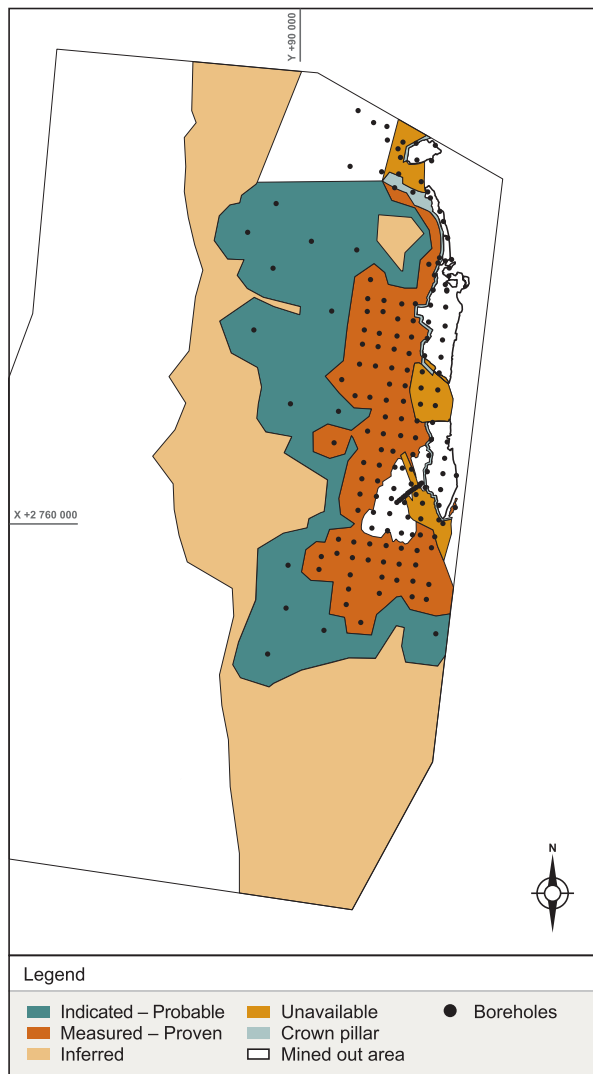 Y +90 000
X +2 760 000
N
Legend
Indicated – Probable
Measured – Proven
Inferred
Unavailable
Crown pillar
Mined out area
Boreholes